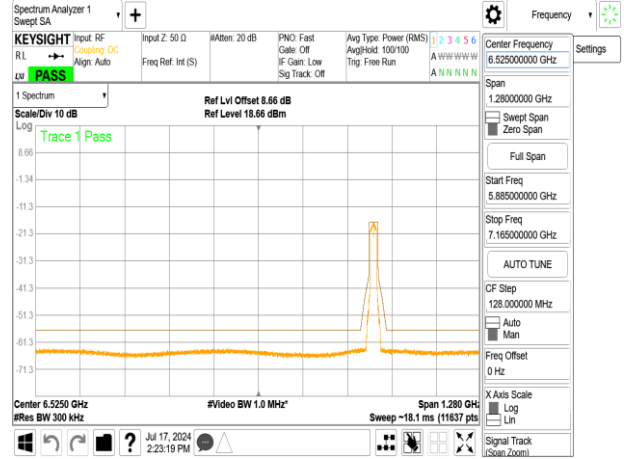 Spectrum Analyzer 1
Swept SA
KEYSIGHT
RL
LW PASS
Input: RF
Coupling: DC
Align: Auto
Input Z: 50 Ω
Freq Ref: Int (S)
#Atten: 20 dB
PNO: Fast
Gate: Off
IF Gain: Low
Sig Track: Off
Avg Type: Power (RMS)
Avg|Hold: 100/100
Trig: Free Run
1 2 3 4 5 6
A W W W W W
A N N N N N
1 Spectrum
Scale/Div 10 dB
Ref Lvl Offset 8.66 dB
Ref Level 18.66 dBm
Log
Trace 1 Pass
8.66
-1.34
-11.3
-21.3
-31.3
-41.3
-51.3
-61.3
-71.3
Center 6.5250 GHz
#Res BW 300 kHz
#Video BW 1.0 MHz*
Span 1.280 GHz
Sweep ~18.1 ms (11637 pts)
Jul 17, 2024
2:23:19 PM
Frequency
Settings
Center Frequency
6.525000000 GHz
Span
1.28000000 GHz
Swept Span
Zero Span
Full Span
Start Freq
5.885000000 GHz
Stop Freq
7.165000000 GHz
AUTO TUNE
CF Step
128.000000 MHz
Auto
Man
Freq Offset
0 Hz
X Axis Scale
Log
Lin
Signal Track
(Span Zoom)